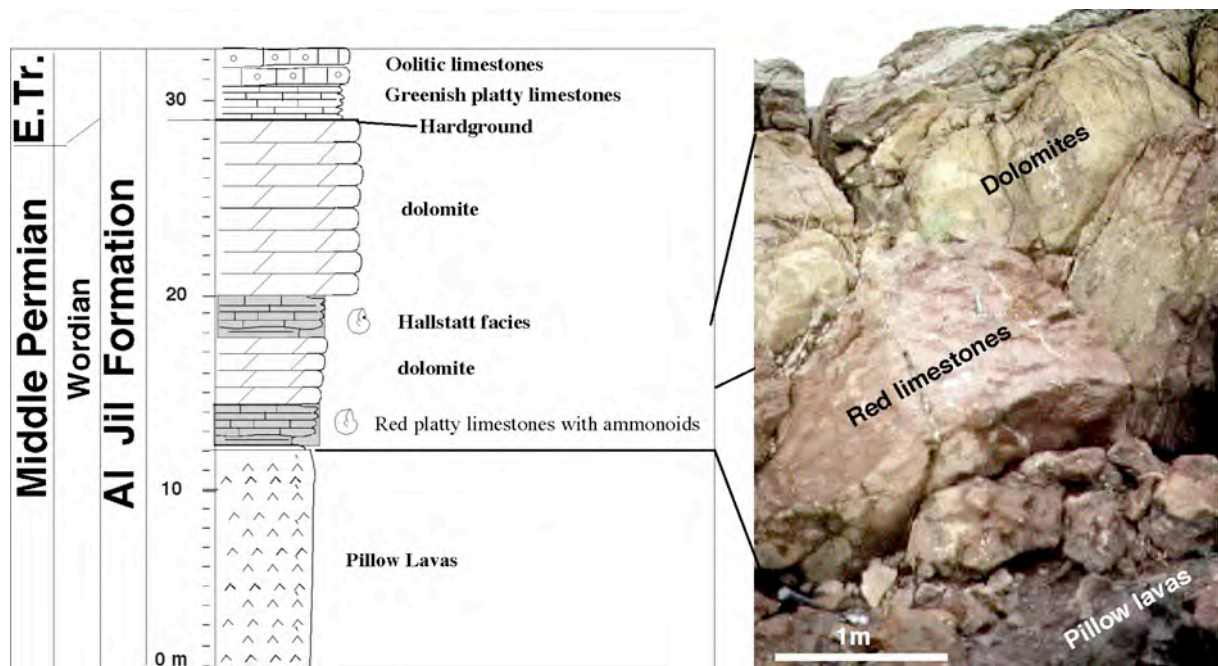 Middle Permian
E.Tr.
Wordian
Al Jil Formation
30
20
10
0 m
Oolitic limestones
Greenish platty limestones
Hardground
dolomite
Hallstatt facies
dolomite
Red platty limestones with ammonoids
Pillow Lavas
Dolomites
Red limestones
Pillow lavas
1m